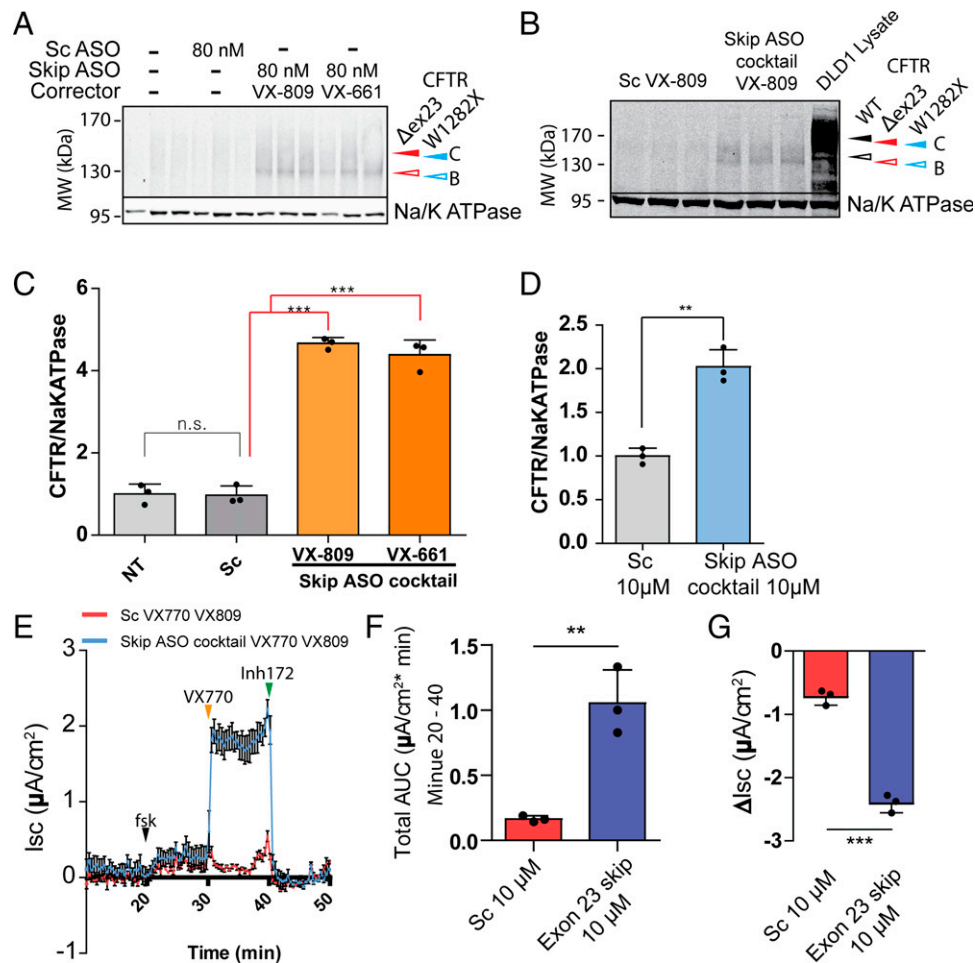 A
Sc ASO - 80 nM - -
Skip ASO - - 80 nM 80 nM
Corrector - - VX-809 VX-661
CFTR
Δex23
W1282X
MW (kDa)
170
130
95
C
B
Na/K ATPase
B
Sc VX-809
Skip ASO
cocktail
VX-809
DLD1 Lysate
CFTR
WT
Δex23
W1282X
MW (kDa)
170
130
95
C
B
Na/K ATPase
C
CFTR/NaKATPase
6
4
2
0
n.s.
***
***
NT
Sc
VX-809
VX-661
Skip ASO cocktail
D
CFTR/NaKATPase
2.5
2.0
1.5
1.0
0.5
0.0
**
Sc
10μM
Skip ASO
cocktail 10μM
E
Sc VX770 VX809
Skip ASO cocktail VX770 VX809
Isc (μA/cm²)
3
2
1
0
-1
fsk
VX770
Inh172
20
30
40
50
Time (min)
F
Total AUC (μA/cm²* min)
Minue 20 - 40
1.5
1.0
0.5
0.0
**
Sc 10 μM
Exon 23 skip
10 μM
G
ΔIsc (μA/cm²)
0
-1
-2
-3
***
Sc 10 μM
Exon 23 skip
10 μM